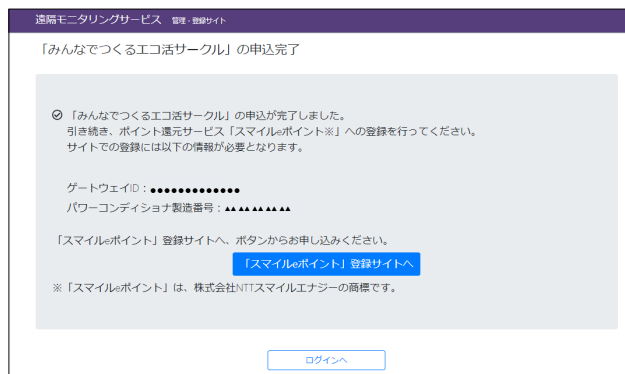 遠隔モニタリングサービス 管理・登録サイト
「みんなでつくるエコ活サークル」の申込完了
「みんなでつくるエコ活サークル」の申込が完了しました。
引き続き、ポイント還元サービス「スマイルeポイント※」への登録を行ってください。
サイトでの登録には以下の情報が必要となります。
ゲートウェイID：●●●●●●●●●●●●●
パワーコンディショナ製造番号：▲▲▲▲▲▲▲▲▲
「スマイルeポイント」登録サイトへ、ボタンからお申し込みください。
「スマイルeポイント」登録サイトへ
※「スマイルeポイント」は、株式会社NTTスマイルエナジーの商標です。
ログインへ